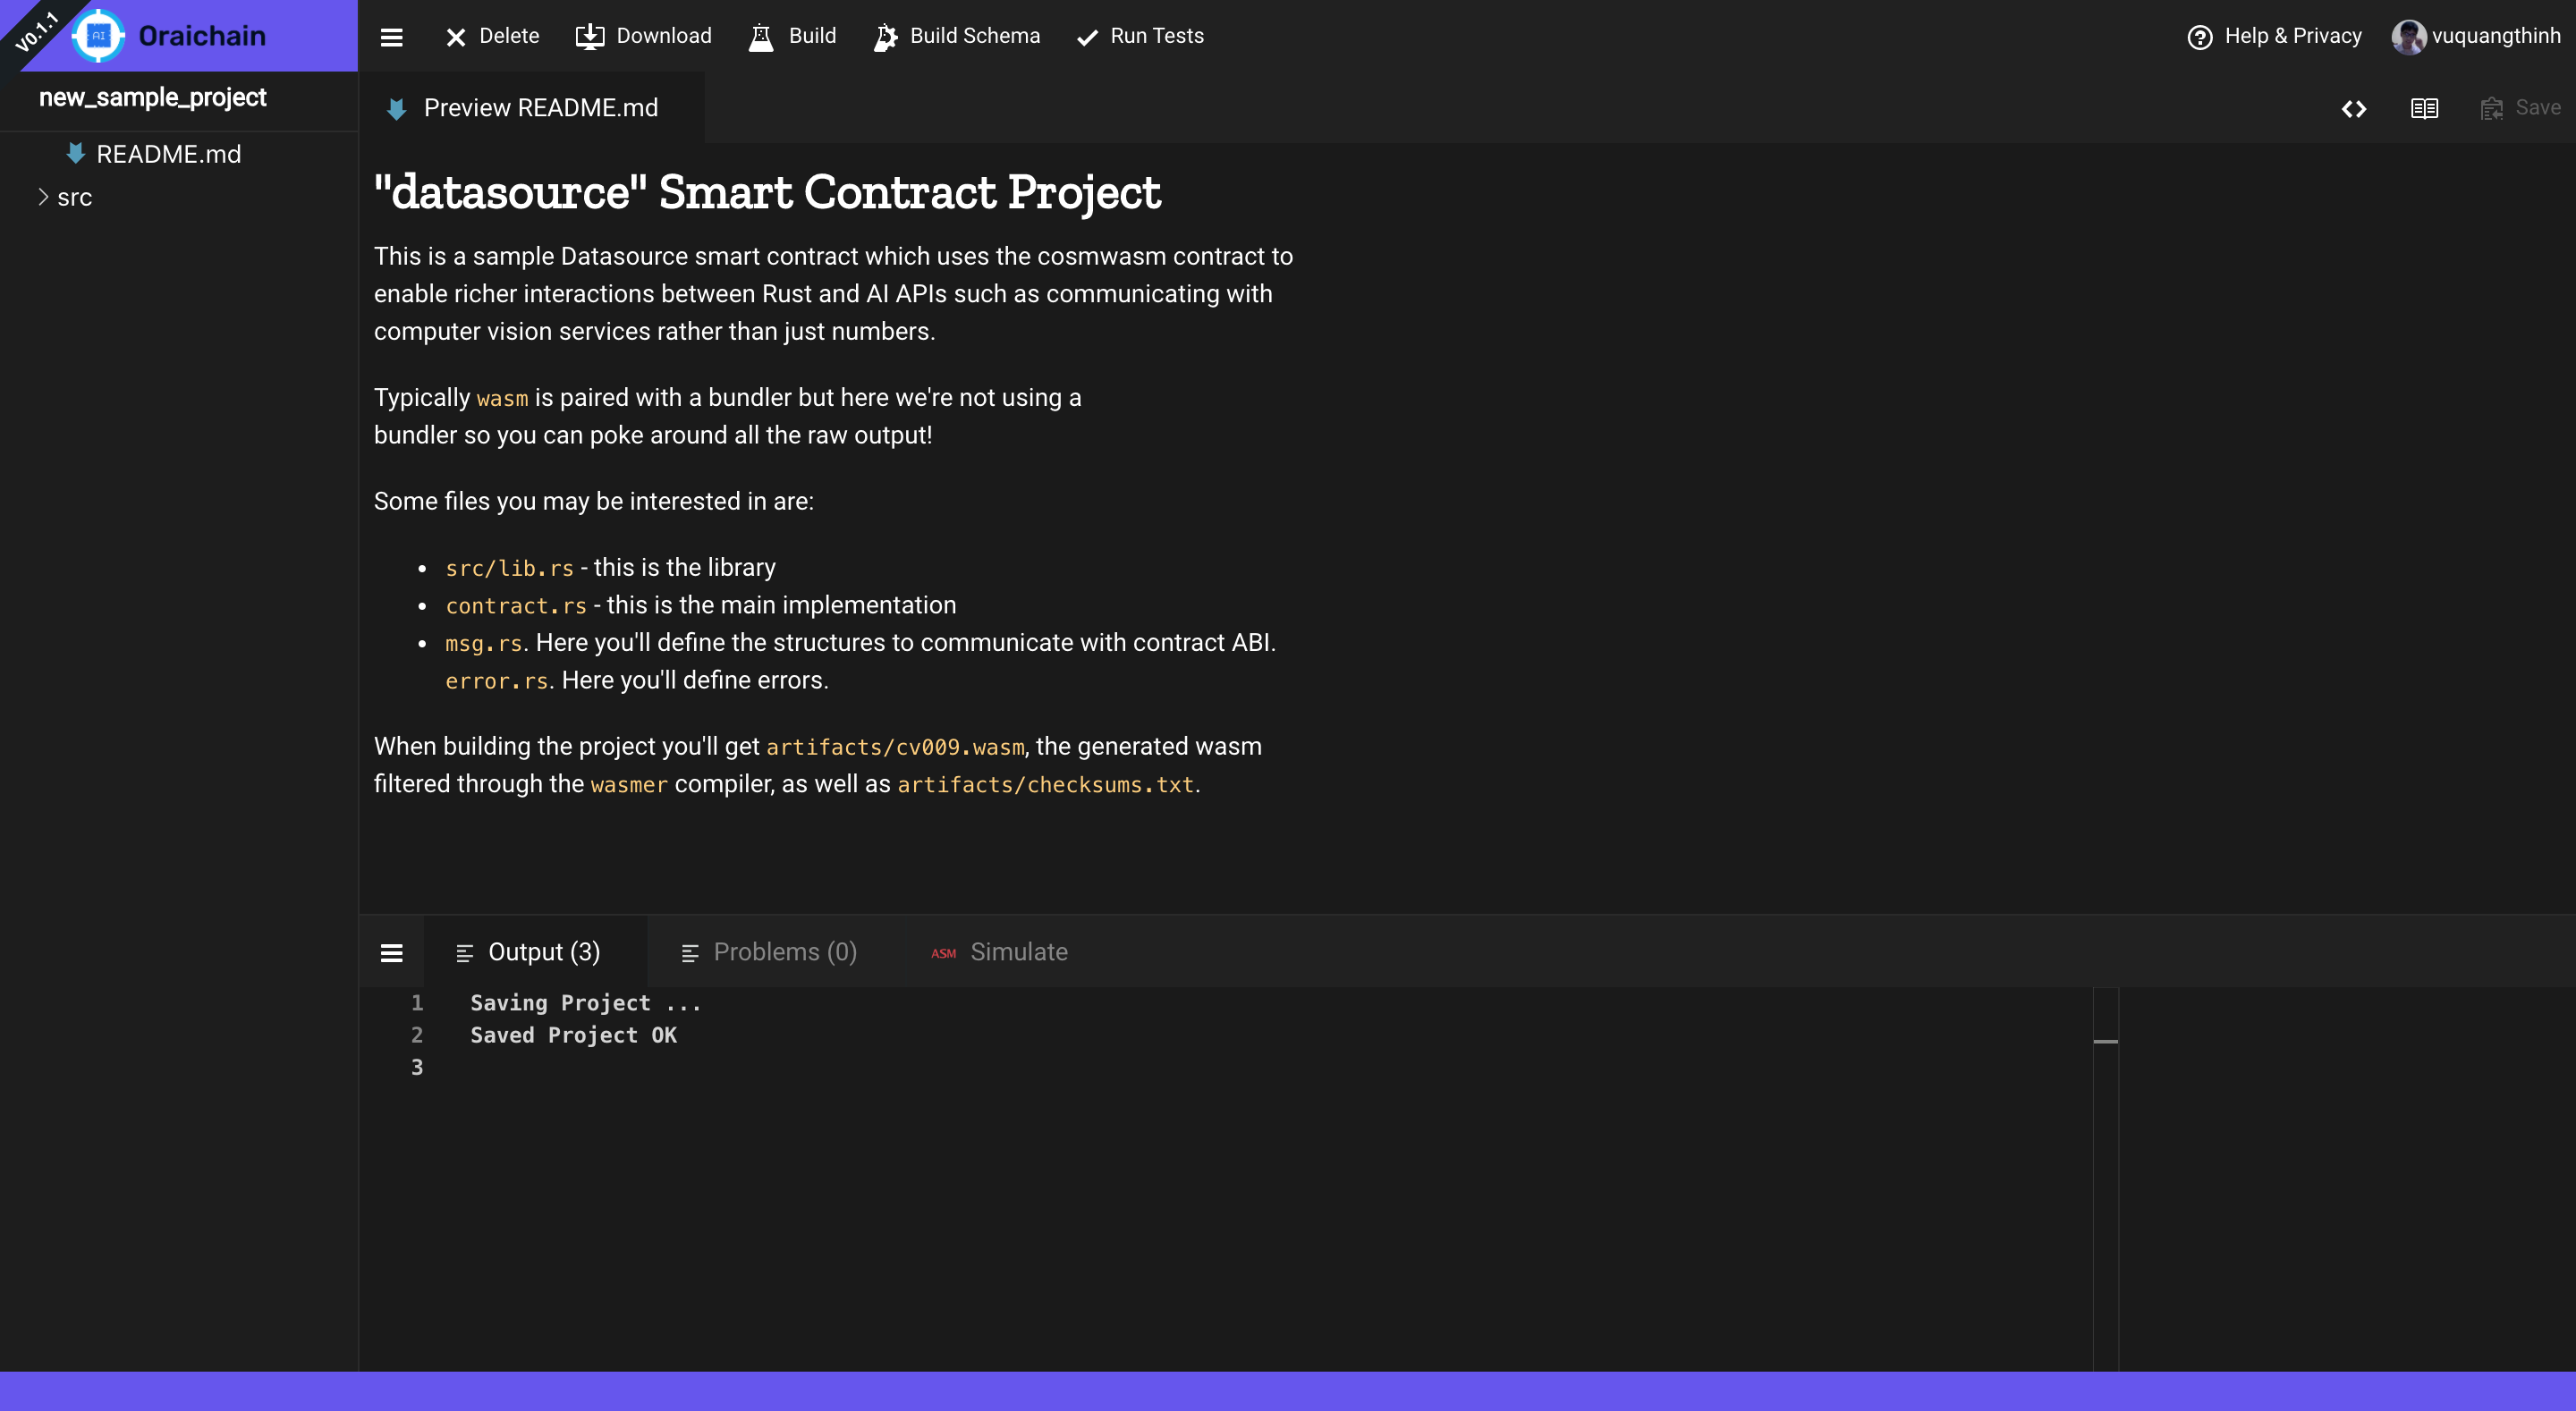 V0.1.1
AI
Oraichain
Delete
Download
Build
Build Schema
Run Tests
Help & Privacy
vuquangthinh
new_sample_project
README.md
src
Preview README.md
Save
"datasource" Smart Contract Project
This is a sample Datasource smart contract which uses the cosmwasm contract to
enable richer interactions between Rust and AI APIs such as communicating with
computer vision services rather than just numbers.
Typically wasm is paired with a bundler but here we're not using a
bundler so you can poke around all the raw output!
Some files you may be interested in are:
• src/lib.rs - this is the library
• contract.rs - this is the main implementation
• msg.rs. Here you'll define the structures to communicate with contract ABI.
error.rs. Here you'll define errors.
When building the project you'll get artifacts/cv009.wasm, the generated wasm
filtered through the wasmer compiler, as well as artifacts/checksums.txt.
Output (3)
Problems (0)
ASM Simulate
1 Saving Project ...
2 Saved Project OK
3